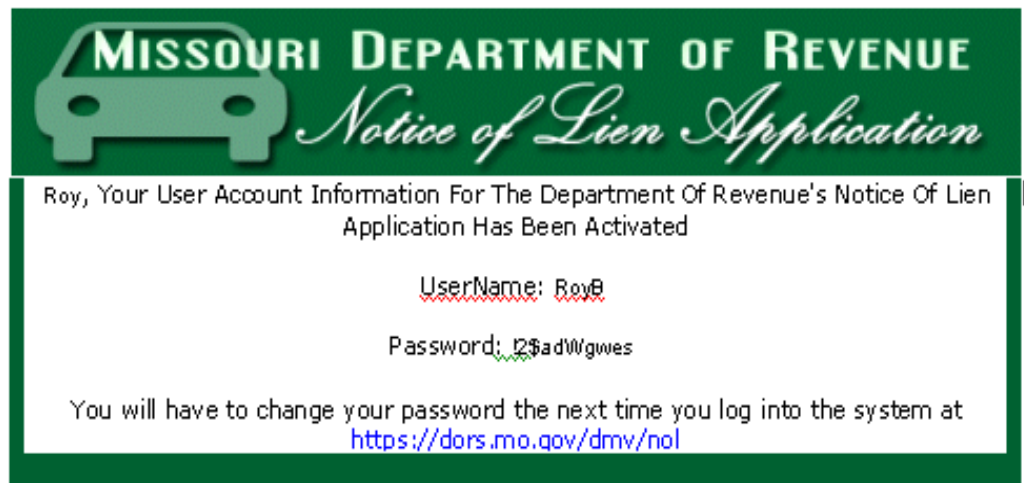 MISSOURI DEPARTMENT OF REVENUE
Notice of Lien Application
Roy, Your User Account Information For The Department Of Revenue's Notice Of Lien
Application Has Been Activated
UserName: RoyB
Password: !2$adWgwes
You will have to change your password the next time you log into the system at
https://dors.mo.gov/dmv/nol